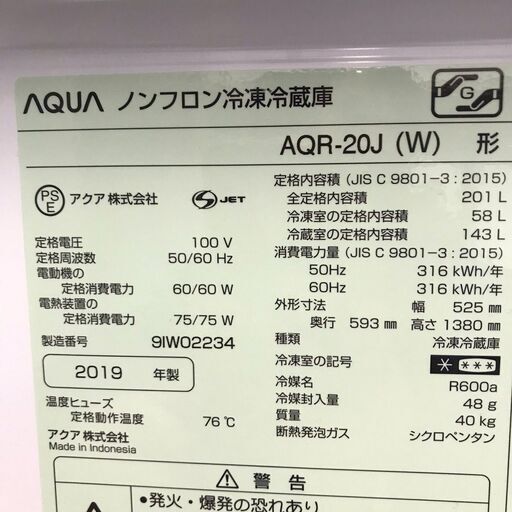 AQUA ノンフロン冷凍冷蔵庫
G
AQR-20J (W) 形
PS
E
アクア株式会社
S JET
定格電圧 100 V
定格周波数 50/60 Hz
電動機の
定格消費電力 60/60 W
電熱装置の
定格消費電力 75/75 W
製造番号 9IW02234
2019 年製
温度ヒューズ
定格動作温度 76℃
アクア株式会社
Made in Indonesia
定格内容積 (JIS C 9801-3 : 2015)
全定格内容積 201 L
冷凍室の定格内容積 58 L
冷蔵室の定格内容積 143 L
消費電力量 (JIS C 9801-3 : 2015)
50Hz 316 kWh/年
60Hz 316 kWh/年
外形寸法 幅 525 ㎜
奥行 593 ㎜ 高さ 1380 ㎜
種類 冷凍冷蔵庫
冷凍室の記号 * ***
冷媒名 R600a
冷媒封入量 48 g
質量 40 kg
断熱発泡ガス シクロペンタン
⚠ 警告
•発火・爆発の恐れあり